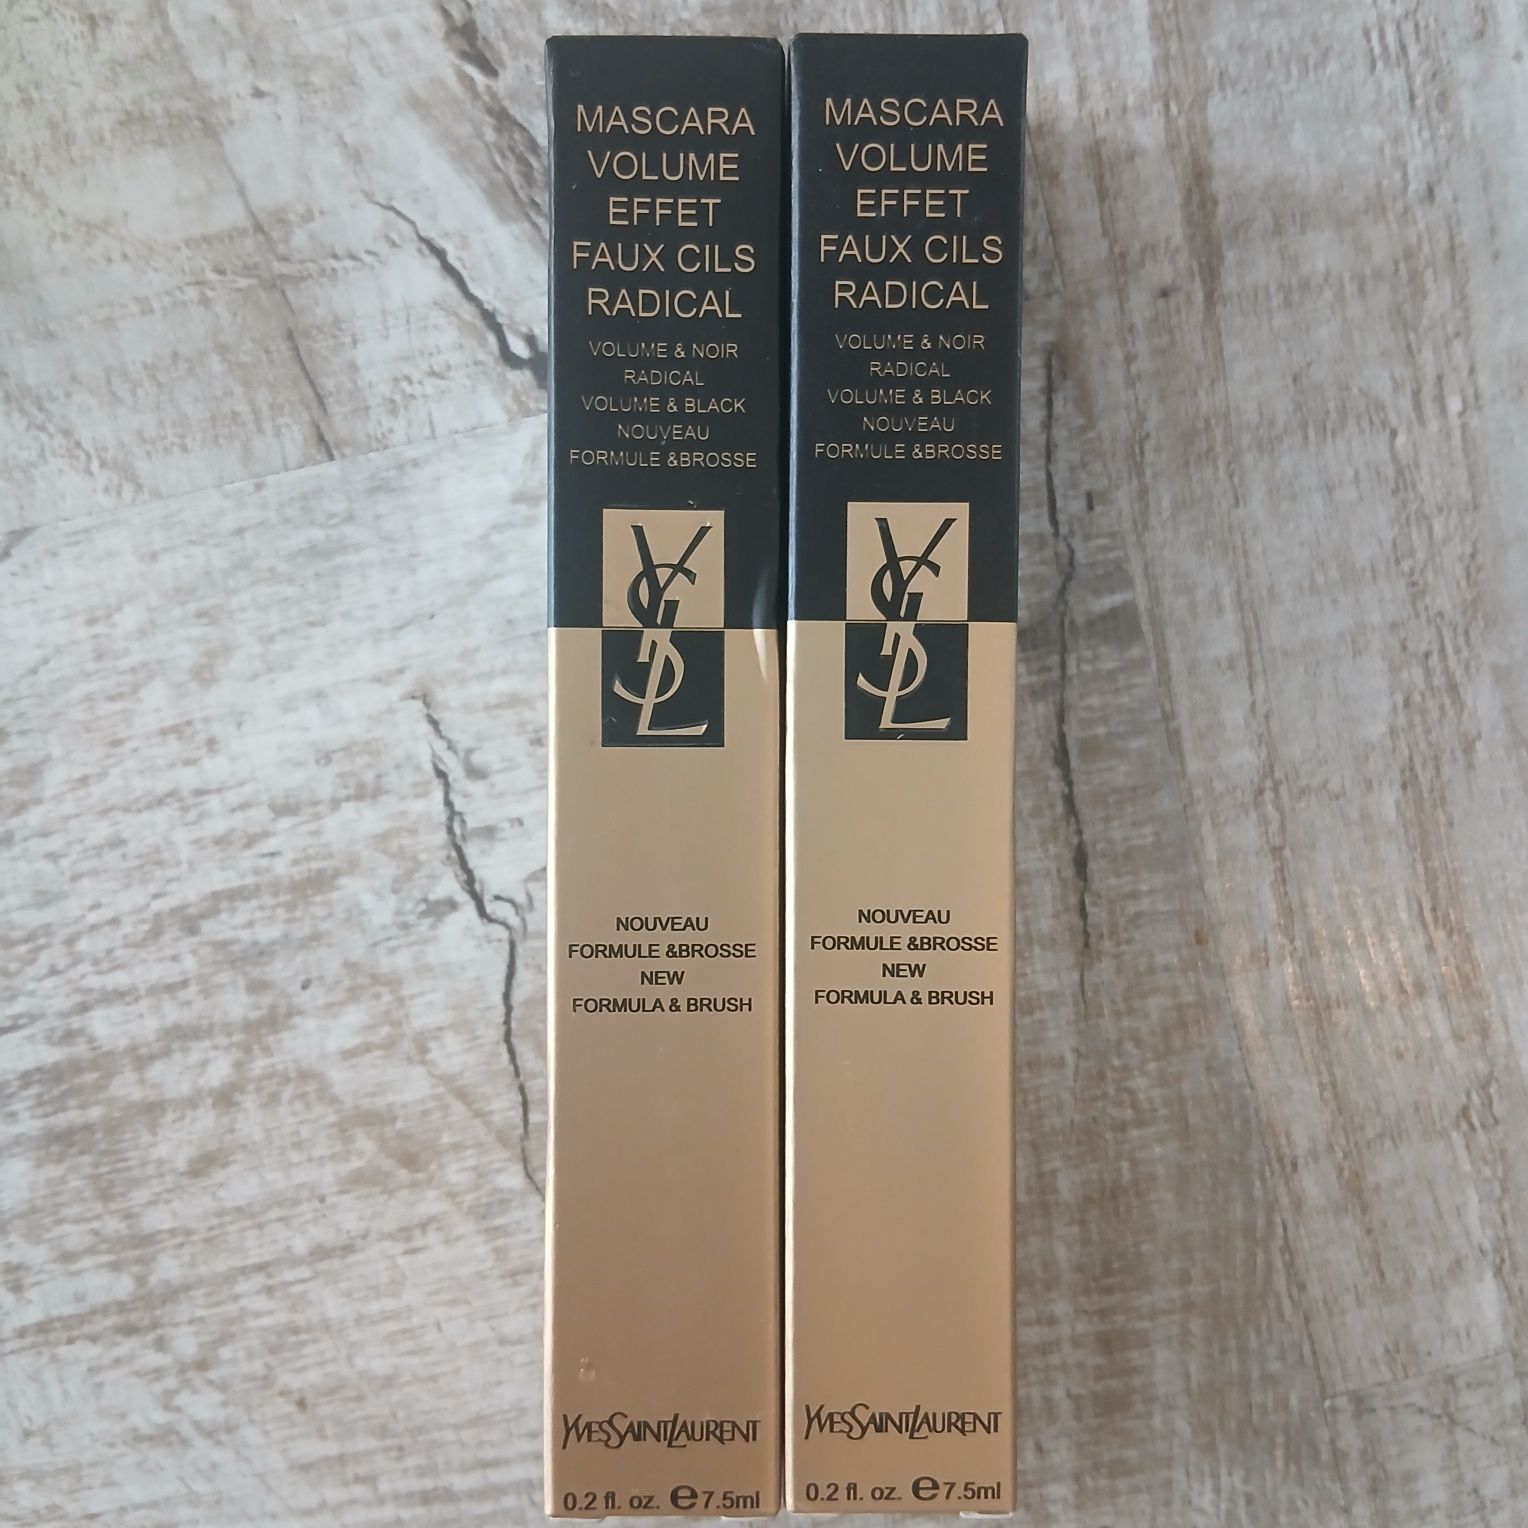 MASCARA
VOLUME
EFFET
FAUX CILS
RADICAL
VOLUME & NOIR
RADICAL
VOLUME & BLACK
NOUVEAU
FORMULE &BROSSE
YSL
NOUVEAU
FORMULE &BROSSE
NEW
FORMULA & BRUSH
YVESSAINTLAURENT
0.2 fl. oz. e7.5ml
MASCARA
VOLUME
EFFET
FAUX CILS
RADICAL
VOLUME & NOIR
RADICAL
VOLUME & BLACK
NOUVEAU
FORMULE &BROSSE
YSL
NOUVEAU
FORMULE &BROSSE
NEW
FORMULA & BRUSH
YVESSAINTLAURENT
0.2 fl. oz. e7.5ml